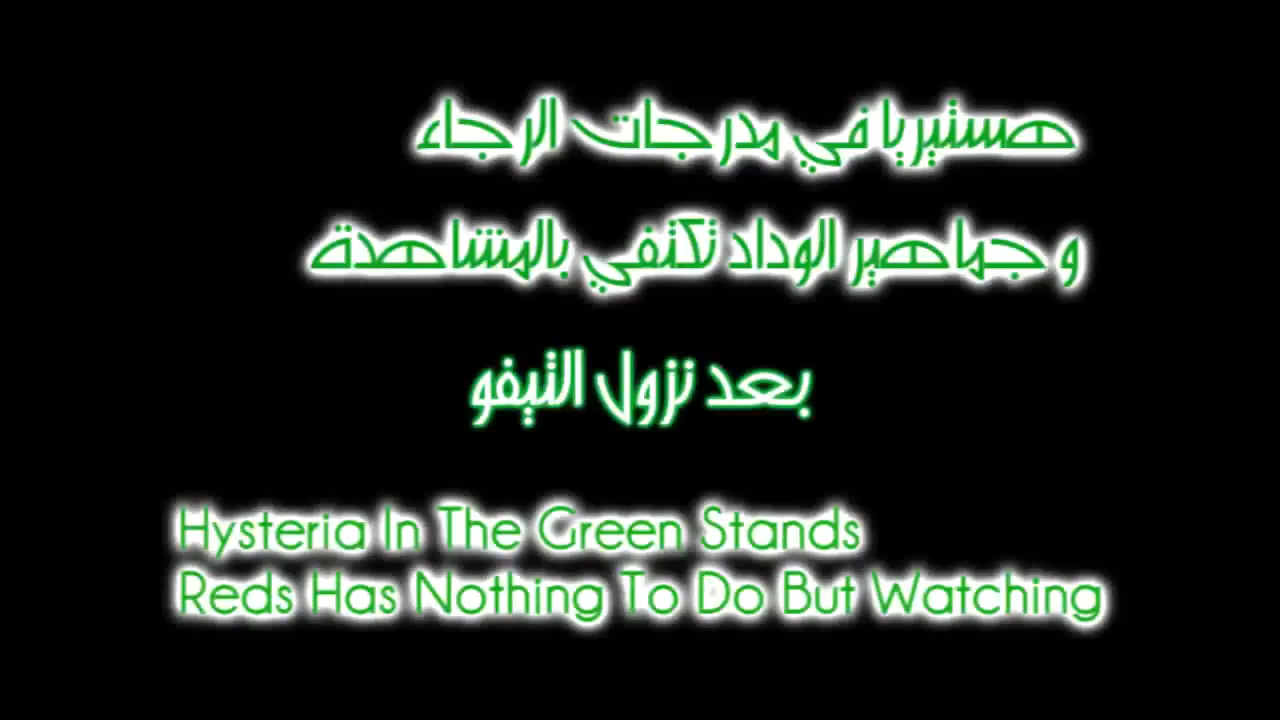 هستيريا في مدرجات الرجاء
و جماهير الوداد تكتفي بالمشاهدة
بعد نزول التيفو
Hysteria In The Green Stands
Reds Has Nothing To Do But Watching